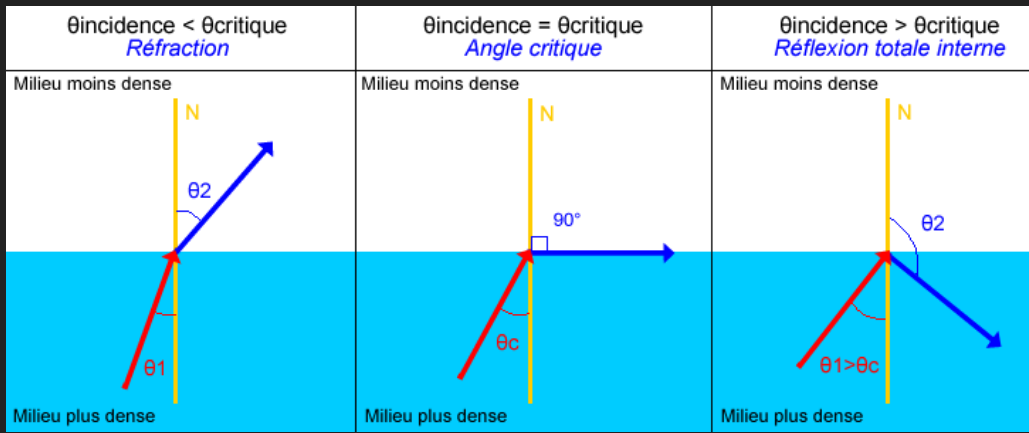 θincidence < θcritique
Réfraction
Milieu moins dense
N
θ2
θ1
Milieu plus dense
θincidence = θcritique
Angle critique
Milieu moins dense
N
90°
θc
Milieu plus dense
θincidence > θcritique
Réflexion totale interne
Milieu moins dense
N
θ2
θ1>θc
Milieu plus dense